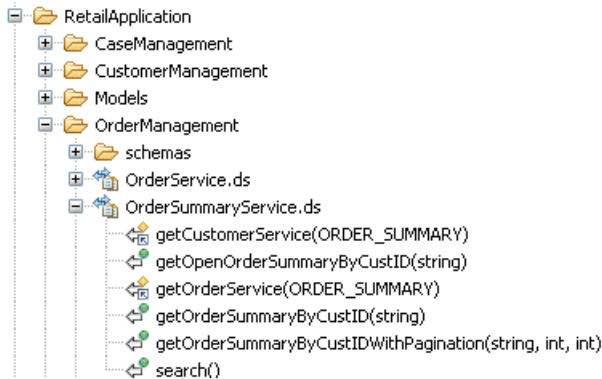 RetailApplication
CaseManagement
CustomerManagement
Models
OrderManagement
schemas
OrderService.ds
OrderSummaryService.ds
getCustomerService(ORDER_SUMMARY)
getOpenOrderSummaryByCustID(string)
getOrderService(ORDER_SUMMARY)
getOrderSummaryByCustID(string)
getOrderSummaryByCustIDWithPagination(string, int, int)
search()